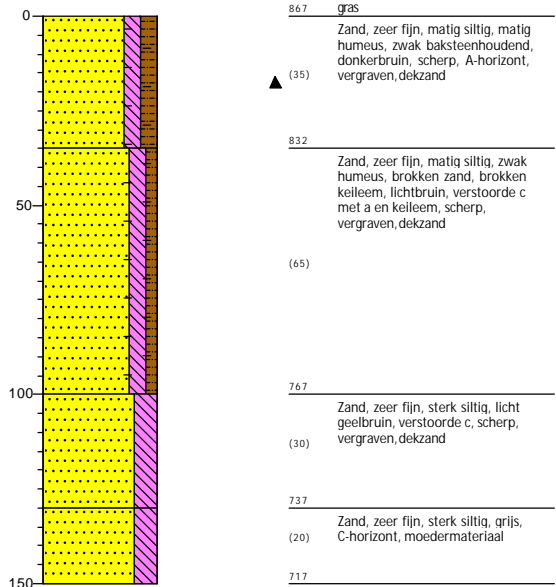 0
867 gras
Zand, zeer fijn, matig siltig, matig
humeus, zwak baksteenhoudend,
donkerbruin, scherp, A-horizont,
(35)
vergraven, dekzand
832
Zand, zeer fijn, matig siltig, zwak
humeus, brokken zand, brokken
keileem, lichtbruin, verstoorde c
met a en keileem, scherp,
50
vergraven, dekzand
(65)
100
767
Zand, zeer fijn, sterk siltig, licht
geelbruin, verstoorde c, scherp,
(30)
vergraven, dekzand
737
Zand, zeer fijn, sterk siltig, grijs,
(20)
C-horizont, moedermateriaal
150
717